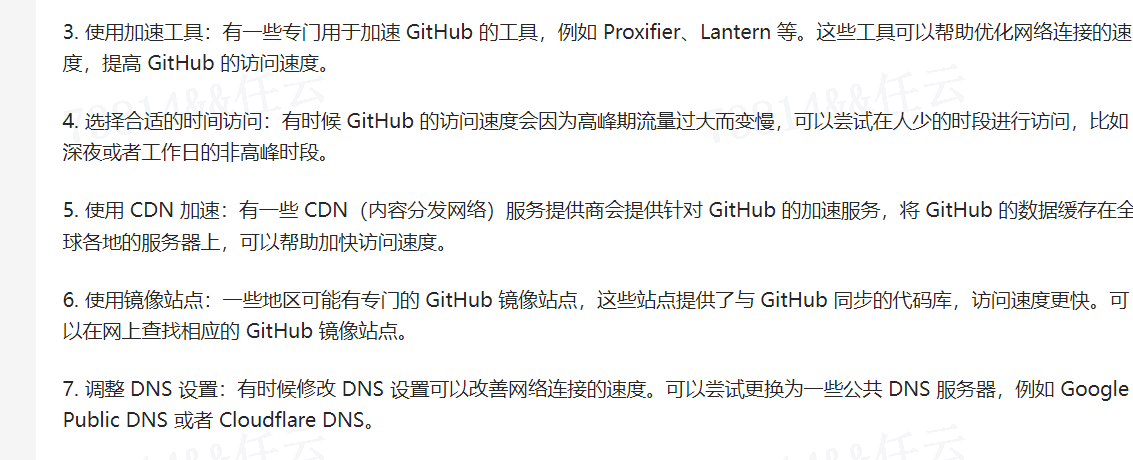 3. 使用加速工具：有一些专门用于加速 GitHub 的工具，例如 Proxifier、Lantern 等。这些工具可以帮助优化网络连接的速
度，提高 GitHub 的访问速度。
4. 选择合适的时间访问：有时候 GitHub 的访问速度会因为高峰期流量过大而变慢，可以尝试在人少的时段进行访问，比如
深夜或者工作日的非高峰时段。
5. 使用 CDN 加速：有一些 CDN（内容分发网络）服务提供商会提供针对 GitHub 的加速服务，将 GitHub 的数据缓存在全
球各地的服务器上，可以帮助加快访问速度。
6. 使用镜像站点：一些地区可能有专门的 GitHub 镜像站点，这些站点提供了与 GitHub 同步的代码库，访问速度更快。可
以在网上查找相应的 GitHub 镜像站点。
7. 调整 DNS 设置：有时候修改 DNS 设置可以改善网络连接的速度。可以尝试更换为一些公共 DNS 服务器，例如 Google
Public DNS 或者 Cloudflare DNS。